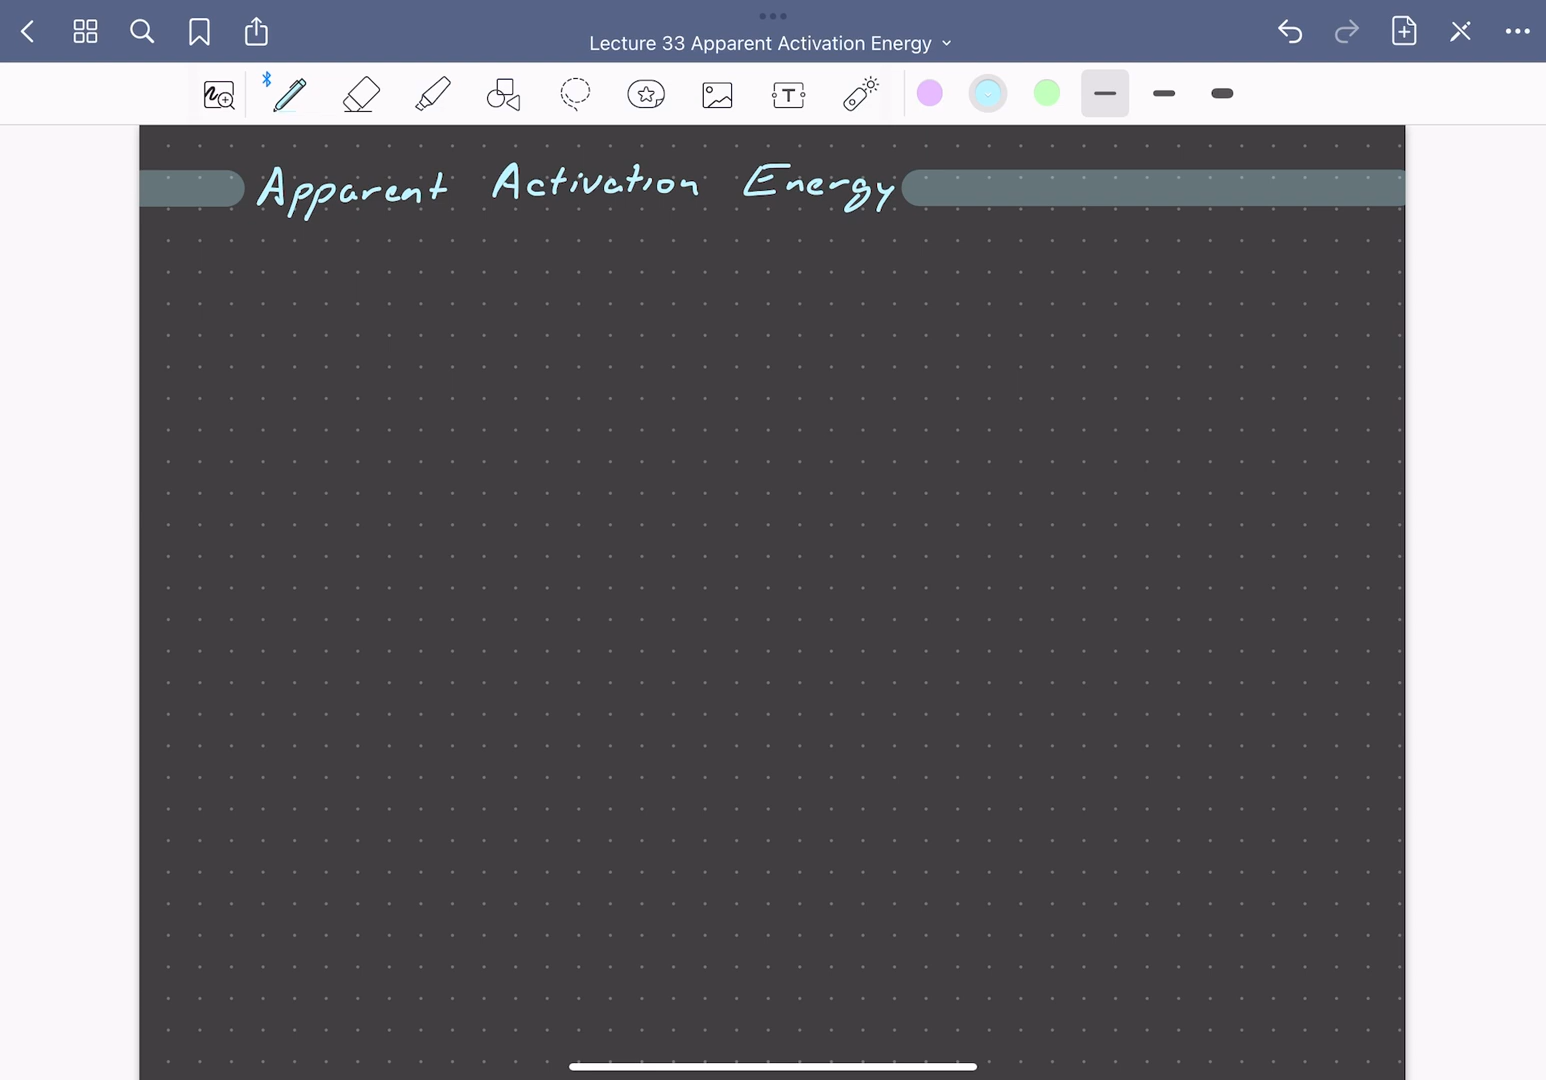 Lecture 33 Apparent Activation Energy
T
Apparent Activation Energy